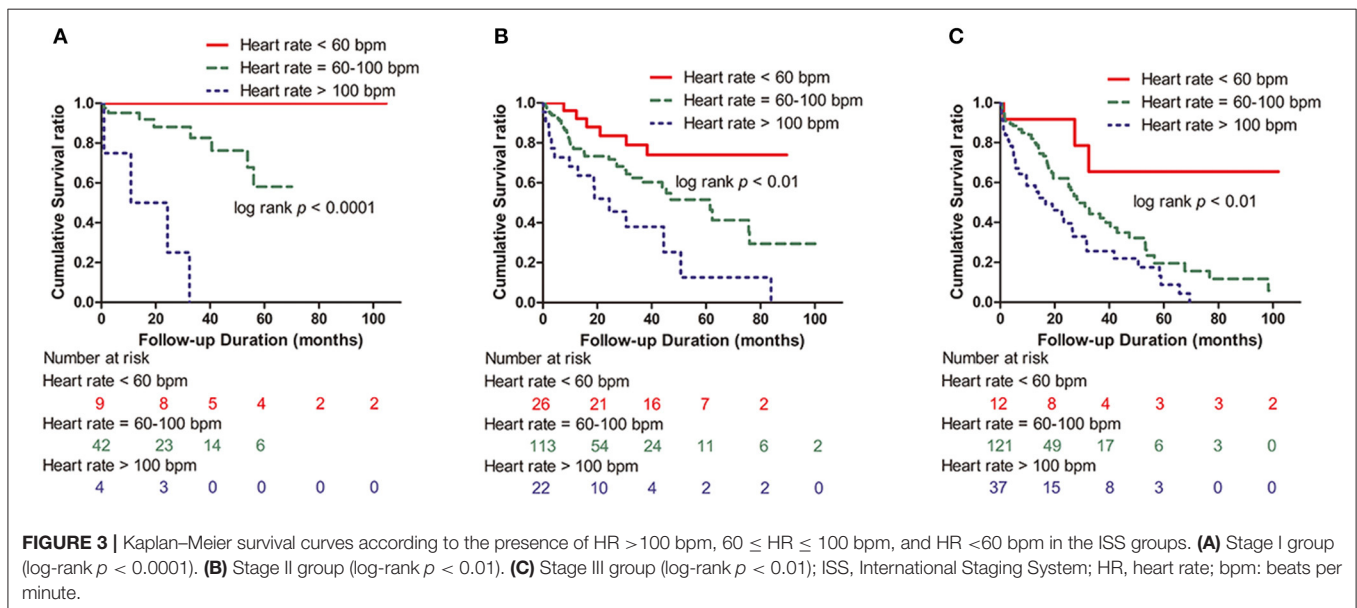 A
Heart rate < 60 bpm
Heart rate = 60-100 bpm
Heart rate > 100 bpm
Cumulative Survival ratio
1.0
0.8
0.6
0.4
0.2
0.0
log rank p < 0.0001
0 20 40 60 80 100
Follow-up Duration (months)
Number at risk
Heart rate < 60 bpm
9 8 5 4 2 2
Heart rate = 60-100 bpm
42 23 14 6
Heart rate > 100 bpm
4 3 0 0 0 0
B
Heart rate < 60 bpm
Heart rate = 60-100 bpm
Heart rate > 100 bpm
Cumulative Survival ratio
1.0
0.8
0.6
0.4
0.2
0.0
log rank p < 0.01
0 20 40 60 80 100
Follow-up Duration (months)
Number at risk
Heart rate < 60 bpm
26 21 16 7 2
Heart rate = 60-100 bpm
113 54 24 11 6 2
Heart rate > 100 bpm
22 10 4 2 2 0
C
Heart rate < 60 bpm
Heart rate = 60-100 bpm
Heart rate > 100 bpm
Cumulative Survival ratio
1.0
0.8
0.6
0.4
0.2
0.0
log rank p < 0.01
0 20 40 60 80 100
Follow-up Duration (months)
Number at risk
Heart rate < 60 bpm
12 8 4 3 3 2
Heart rate = 60-100 bpm
121 49 17 6 3 0
Heart rate > 100 bpm
37 15 8 3 0 0
FIGURE 3 | Kaplan–Meier survival curves according to the presence of HR >100 bpm, 60 ≤ HR ≤ 100 bpm, and HR <60 bpm in the ISS groups. (A) Stage I group
(log-rank p < 0.0001). (B) Stage II group (log-rank p < 0.01). (C) Stage III group (log-rank p < 0.01); ISS, International Staging System; HR, heart rate; bpm: beats per
minute.